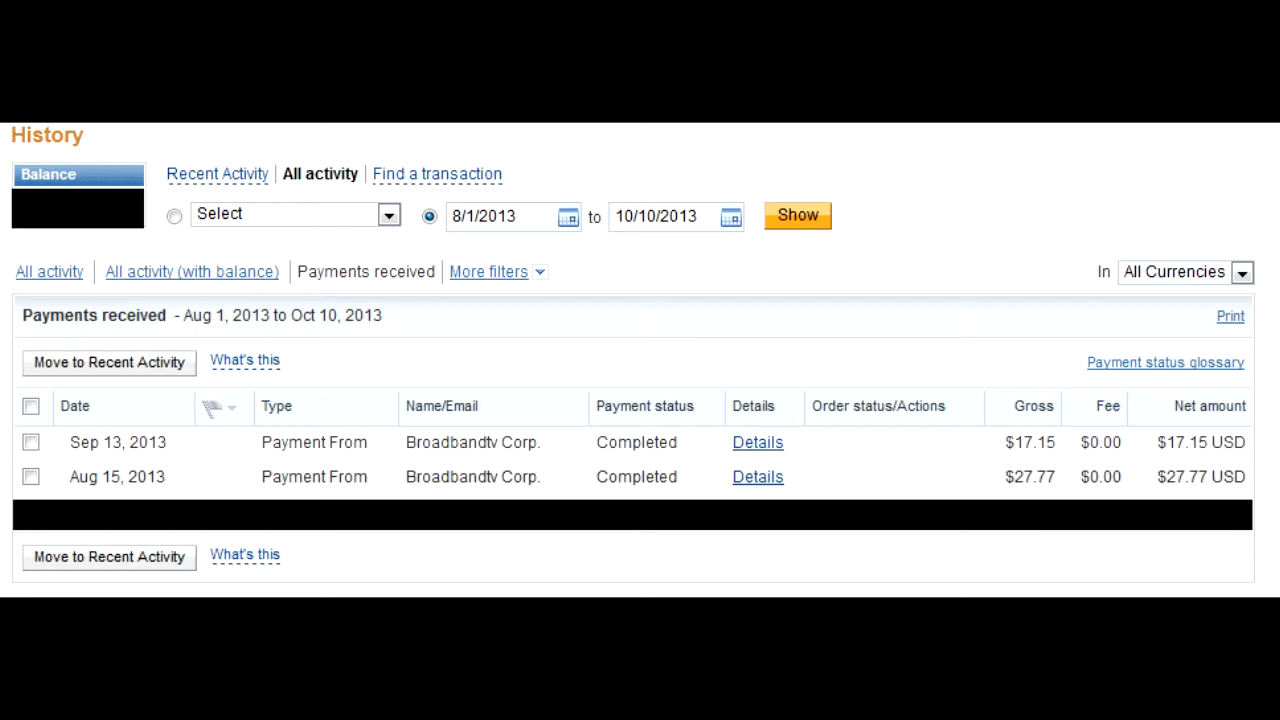 History
Balance
Recent Activity All activity Find a transaction
Select 8/1/2013 to 10/10/2013 Show
All activity All activity (with balance) Payments received More filters In All Currencies
Payments received - Aug 1, 2013 to Oct 10, 2013 Print
Move to Recent Activity What's this Payment status glossary
Date Type Name/Email Payment status Details Order status/Actions Gross Fee Net amount
Sep 13, 2013 Payment From Broadbandtv Corp. Completed Details $17.15 $0.00 $17.15 USD
Aug 15, 2013 Payment From Broadbandtv Corp. Completed Details $27.77 $0.00 $27.77 USD
Move to Recent Activity What's this